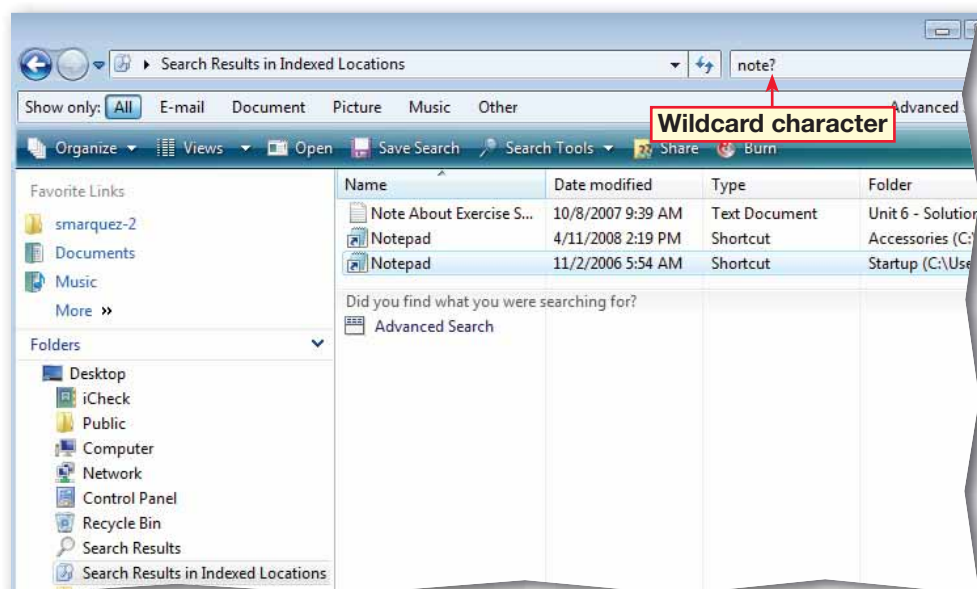 Search Results in Indexed Locations
note?
Show only: All E-mail Document Picture Music Other
Advanced
Wildcard character
Organize Views Open Save Search Search Tools Share Burn
Favorite Links
smarquez-2
Documents
Music
More »
Folders
Desktop
iCheck
Public
Computer
Network
Control Panel
Recycle Bin
Search Results
Search Results in Indexed Locations
Name Date modified Type Folder
Note About Exercise S... 10/8/2007 9:39 AM Text Document Unit 6 - Solution
Notepad 4/11/2008 2:19 PM Shortcut Accessories (C:
Notepad 11/2/2006 5:54 AM Shortcut Startup (C:\Use
Did you find what you were searching for?
Advanced Search